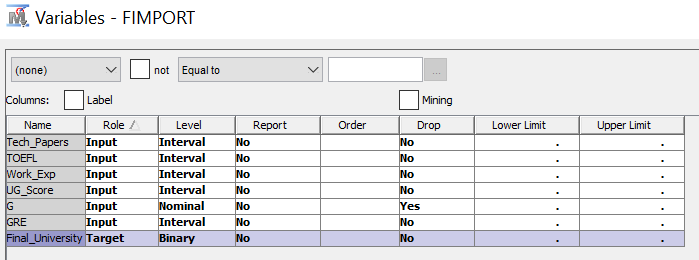 Variables - FIMPORT
(none) not Equal to ...
Columns: Label Mining
Name Role Level Report Order Drop Lower Limit Upper Limit
Tech_Papers Input Interval No No . .
TOEFL Input Interval No No . .
Work_Exp Input Interval No No . .
UG_Score Input Interval No No . .
G Input Nominal No Yes . .
GRE Input Interval No No . .
Final_University Target Binary No No . .